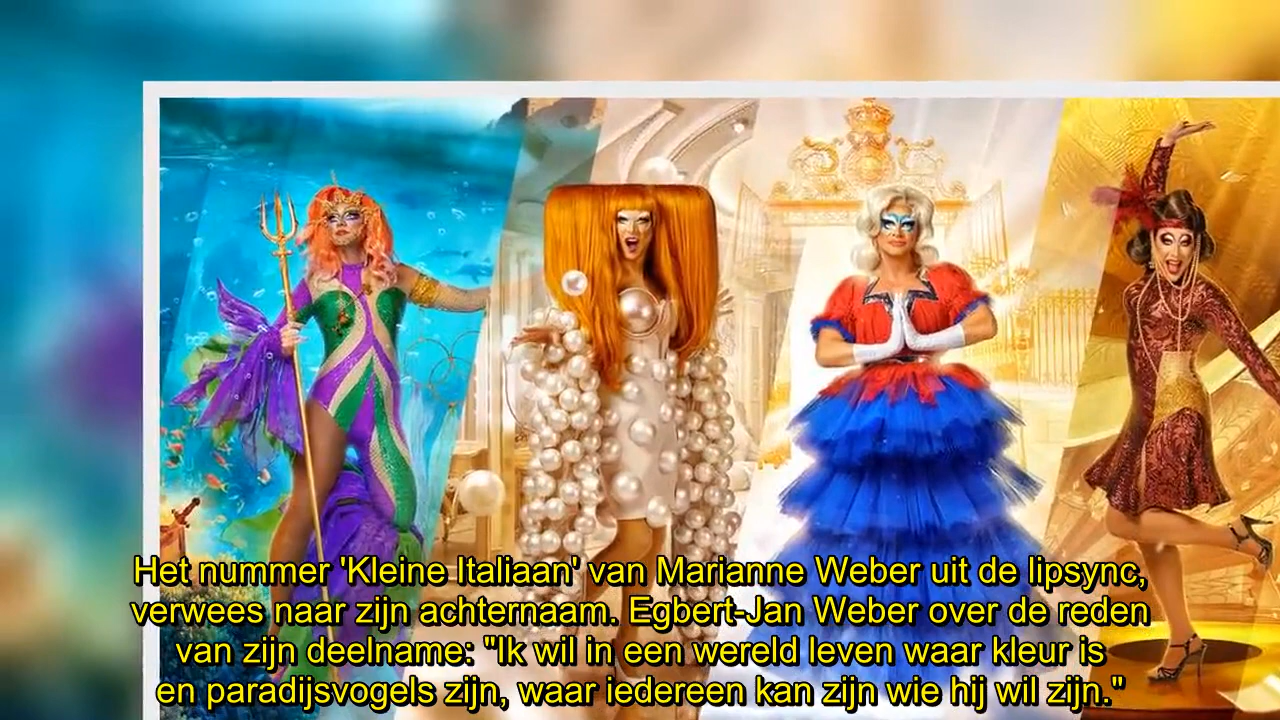 Het nummer 'Kleine Italiaan' van Marianne Weber uit de lipsync,
verwees naar zijn achternaam. Egbert-Jan Weber over de reden
van zijn deelname: "Ik wil in een wereld leven waar kleur is
en paradijsvogels zijn, waar iedereen kan zijn wie hij wil zijn."